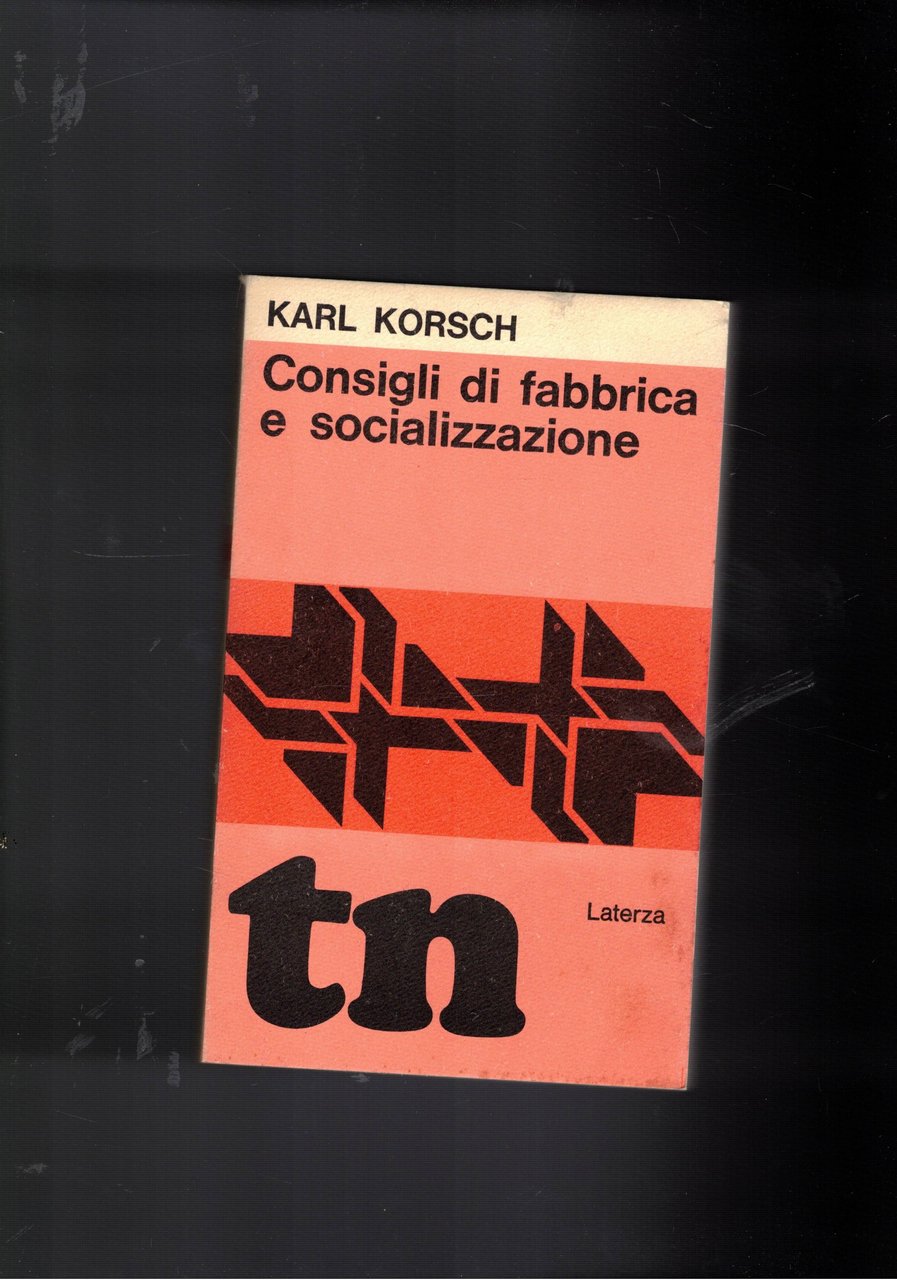 KARL KORSCH
Consigli di fabbrica
e socializzazione
tn
Laterza